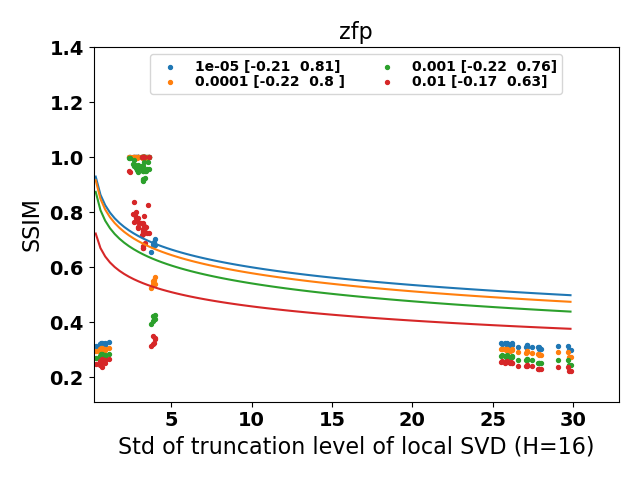 zfp
1e-05 [-0.21  0.81]
0.0001 [-0.22  0.8 ]
0.001 [-0.22  0.76]
0.01 [-0.17  0.63]
SSIM
1.4
1.2
1.0
0.8
0.6
0.4
0.2
5 10 15 20 25 30
Std of truncation level of local SVD (H=16)